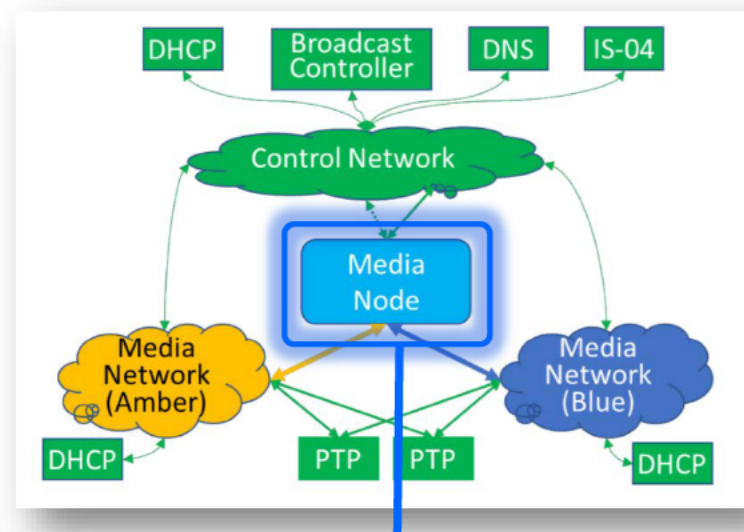 DHCP
Broadcast
Controller
DNS
IS-04
Control Network
Media
Node
Media
Network
(Amber)
Media
Network
(Blue)
DHCP
PTP
PTP
DHCP